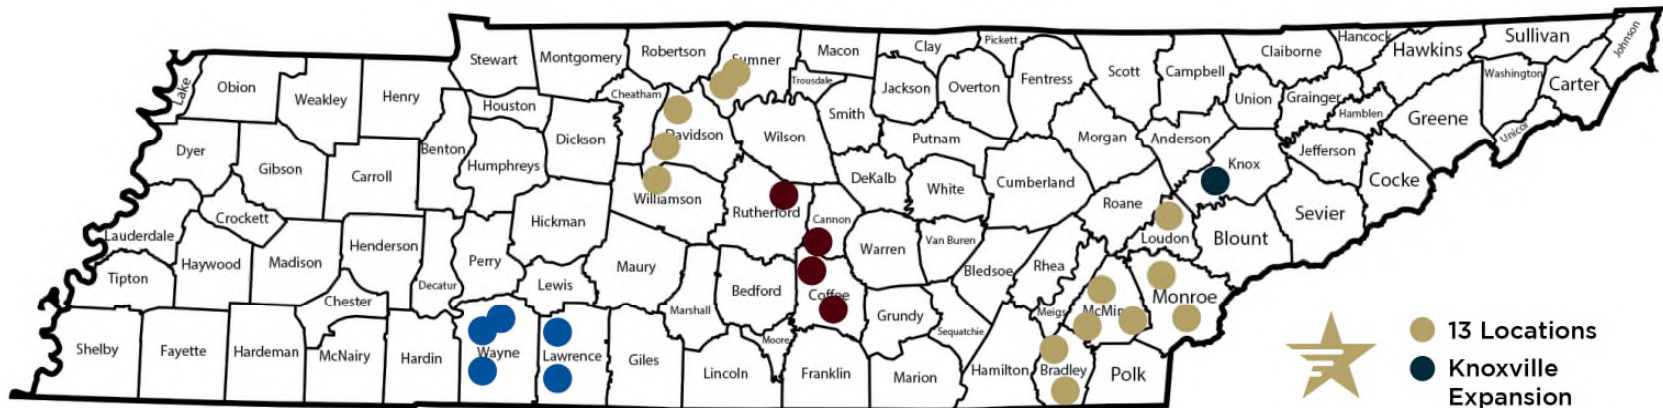 Stewart
Montgomery
Robertson
Sumner
Macon
Clay
Pickett
Fentress
Scott
Campbell
Claiborne
Hancock
Hawkins
Sullivan
Johnson
Lake
Obion
Weakley
Henry
Houston
Dickson
Cheatham
Davidson
Wilson
Trousdale
Smith
Jackson
Overton
Putnam
Morgan
Anderson
Union
Grainger
Hamblen
Greene
Washington
Carter
Unicoi
Dyer
Gibson
Carroll
Benton
Humphreys
Hickman
Williamson
Rutherford
Cannon
DeKalb
White
Cumberland
Roane
Knox
Jefferson
Cocke
Sevier
Blount
Loudon
Lauderdale
Crockett
Haywood
Madison
Henderson
Decatur
Perry
Lewis
Maury
Bedford
Coffee
Warren
Van Buren
Bledsoe
Rhea
Meigs
McMin
Monroe
Tipton
Chester
Marshall
Moore
Grundy
Sequatchie
Shelby
Fayette
Hardeman
McNairy
Hardin
Wayne
Lawrence
Giles
Lincoln
Franklin
Marion
Hamilton
Bradley
Polk
13 Locations
Knoxville
Expansion